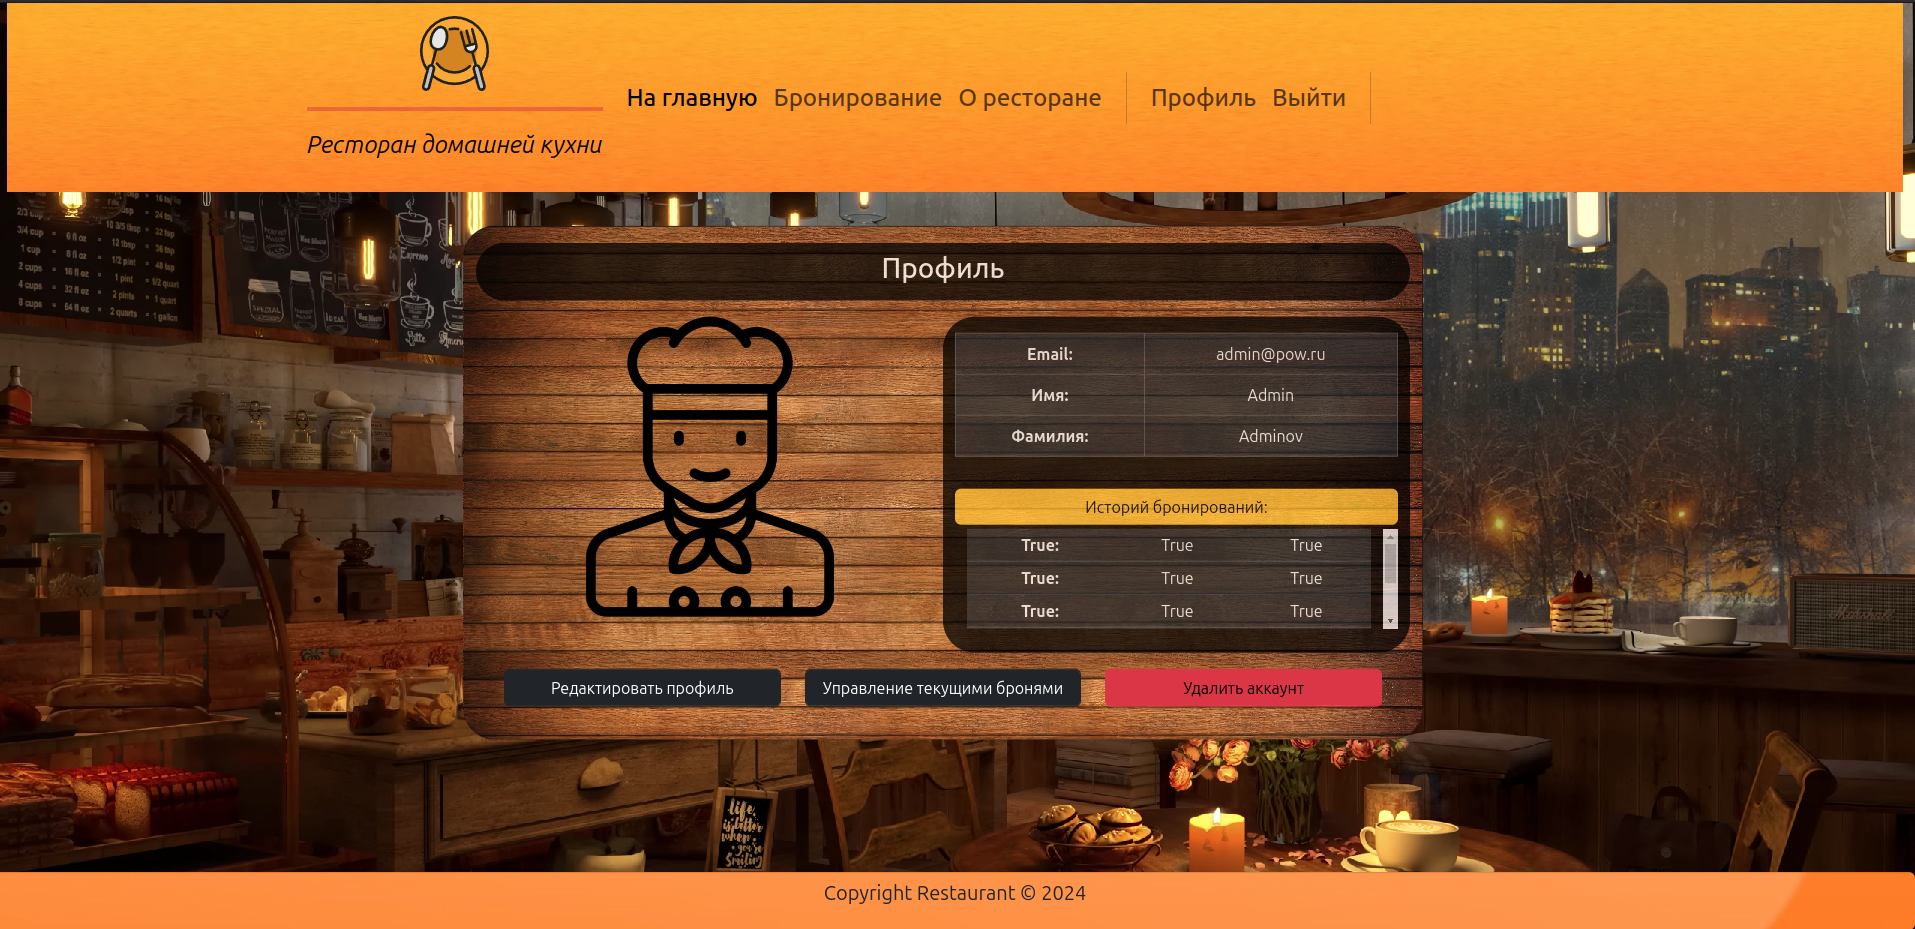 На главную Бронирование О ресторане Профиль Выйти
Ресторан домашней кухни
Профиль
Email: admin@pow.ru
Имя: Admin
Фамилия: Adminov
Историй бронирований:
True: True True
True: True True
True: True True
Редактировать профиль Управление текущими бронями Удалить аккаунт
Copyright Restaurant © 2024